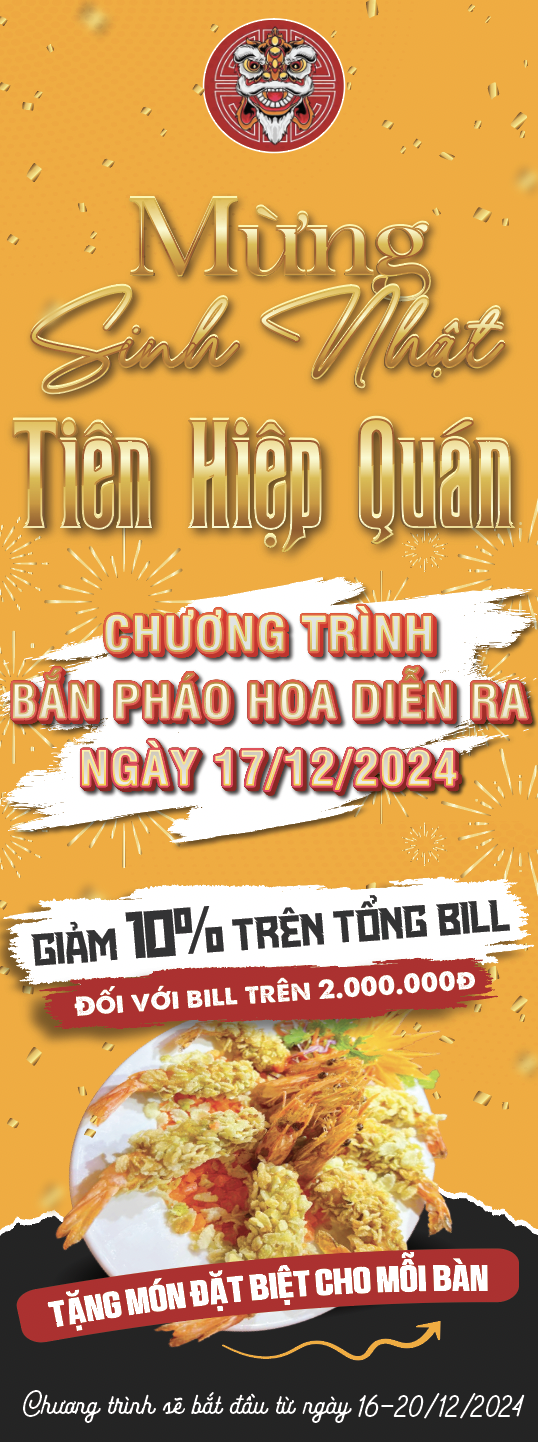 Mừng
Sinh Nhật
Tiên Hiệp Quán
CHƯƠNG TRÌNH
BẮN PHÁO HOA DIỄN RA
NGÀY 17/12/2024
GIẢM 10% TRÊN TỔNG BILL
ĐỐI VỚI BILL TRÊN 2.000.000Đ
TẶNG MÓN ĐẶT BIỆT CHO MỖI BÀN
Chương trình sẽ bắt đầu từ ngày 16-20/12/2024